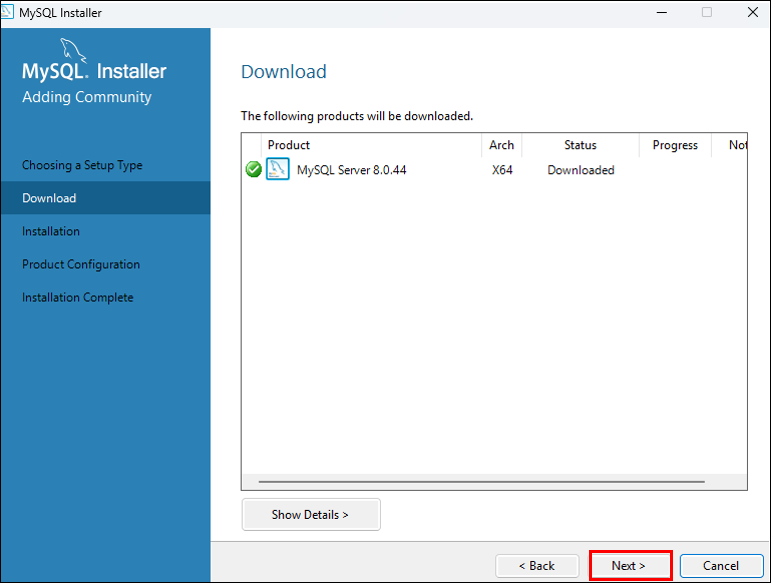 MySQL Installer
MySQL. Installer
Adding Community
Choosing a Setup Type
Download
Installation
Product Configuration
Installation Complete
Download
The following products will be downloaded.
Product Arch Status Progress Not
MySQL Server 8.0.44 X64 Downloaded
Show Details >
< Back Next > Cancel